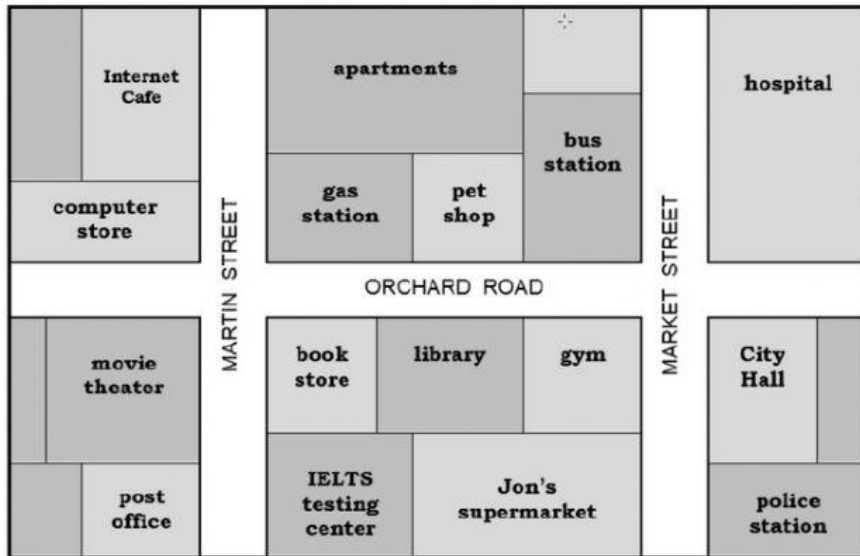 Internet
Cafe
apartments
hospital
bus
station
computer
store
gas
station
pet
shop
MARTIN STREET
ORCHARD ROAD
MARKET STREET
movie
theater
book
store
library
gym
City
Hall
post
office
IELTS
testing
center
Jon's
supermarket
police
station